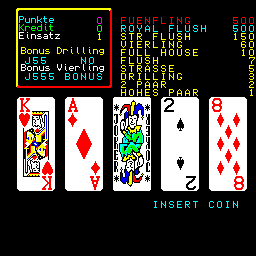 Punkte 0
Kredit 0
Einsatz 1
Bonus Drilling
J55 NO
Bonus Vierling
J555 BONUS
FUENFLING 500
ROYAL FLUSH 500
STR FLUSH 150
VIERLING 60
FULL HOUSE 10
FLUSH 7
STRASSE 5
DRILLING 3
2 PAAR 2
HOHES PAAR 1
K
K
A
A
2
2
8
8
INSERT COIN